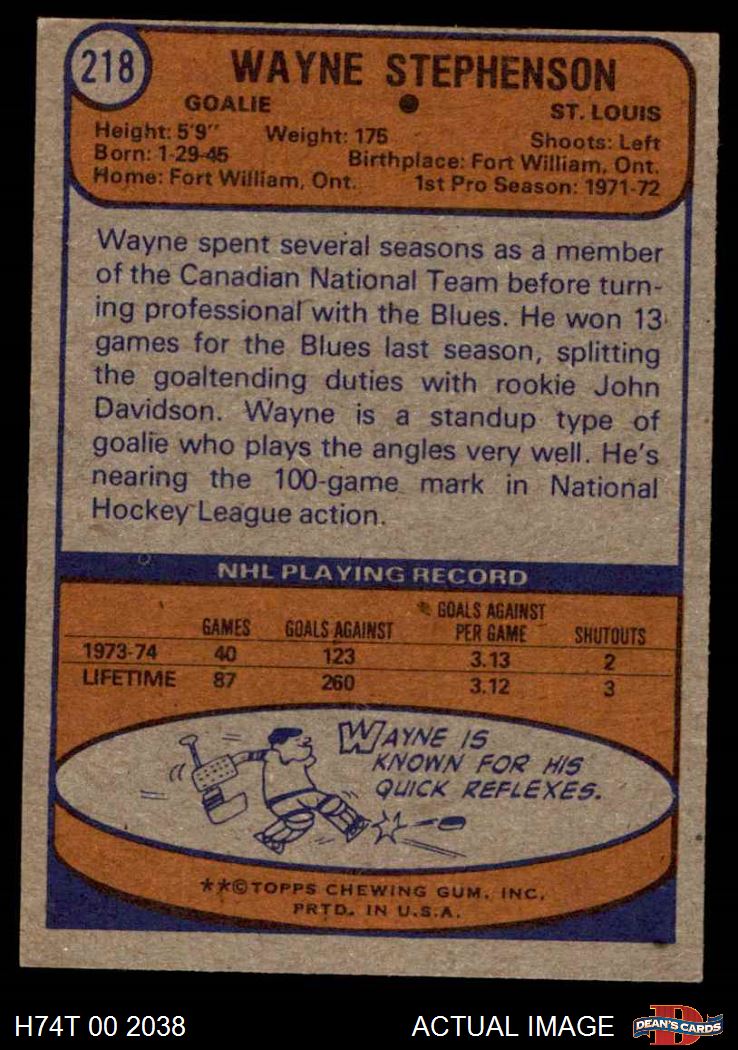 218
WAYNE STEPHENSON
GOALIE ● ST. LOUIS
Height: 5'9" Weight: 175 Shoots: Left
Born: 1-29-45 Birthplace: Fort William, Ont.
Home: Fort William, Ont. 1st Pro Season: 1971-72
Wayne spent several seasons as a member
of the Canadian National Team before turn-
ing professional with the Blues. He won 13
games for the Blues last season, splitting
the goaltending duties with rookie John
Davidson. Wayne is a standup type of
goalie who plays the angles very well. He's
nearing the 100-game mark in National
Hockey League action.
NHL PLAYING RECORD
GAMES GOALS AGAINST GOALS AGAINST PER GAME SHUTOUTS
1973-74 40 123 3.13 2
LIFETIME 87 260 3.12 3
WAYNE IS
KNOWN FOR HIS
QUICK REFLEXES.
**©TOPPS CHEWING GUM, INC.
PRTD. IN U.S.A.
H74T 00 2038 ACTUAL IMAGE DEAN'S CARDS